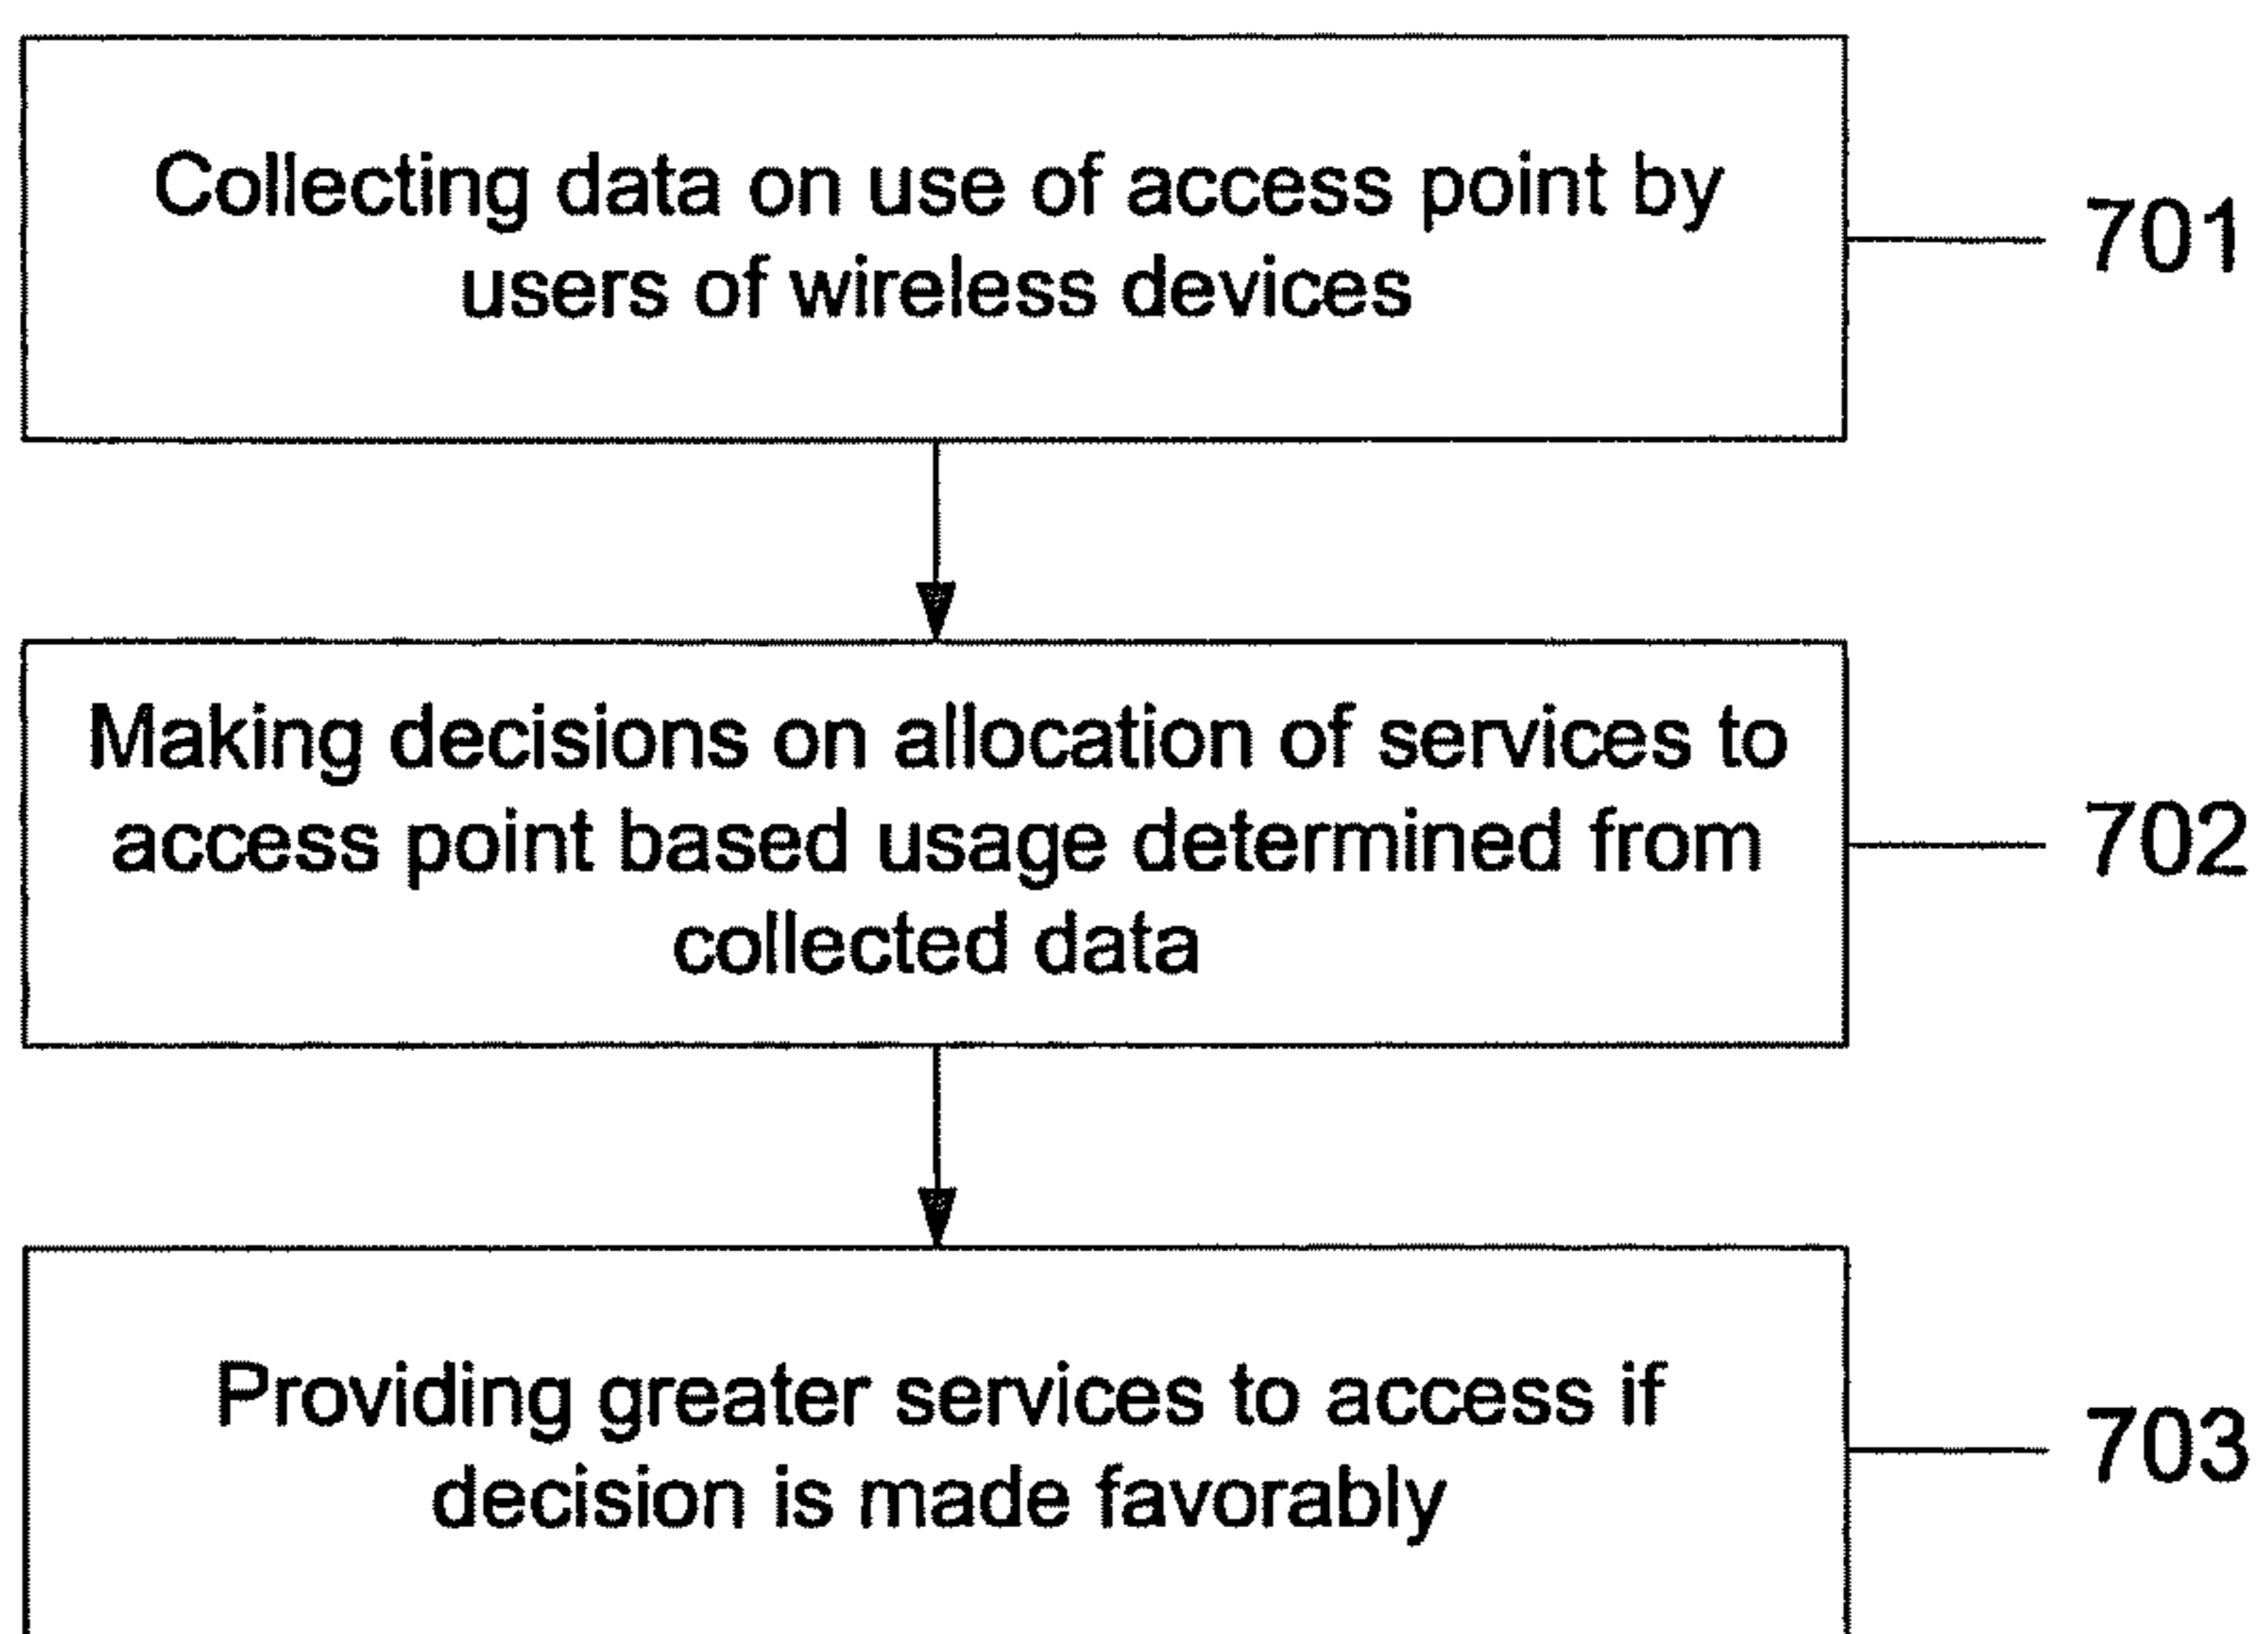 Collecting data on use of access point by
users of wireless devices
701
Making decisions on allocation of services to
access point based usage determined from
collected data
702
Providing greater services to access if
decision is made favorably
703